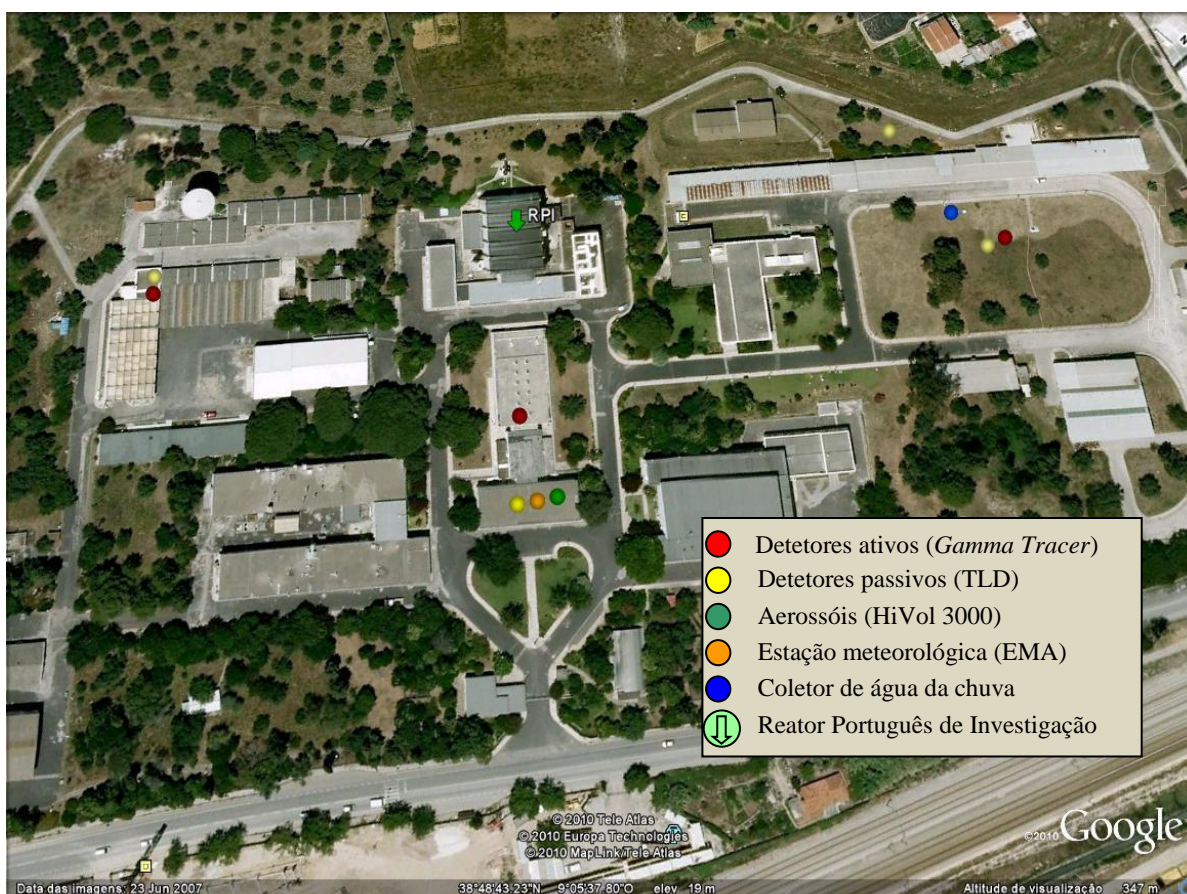 RPI
Detetores ativos (Gamma Tracer)
Detetores passivos (TLD)
Aerossóis (HiVol 3000)
Estação meteorológica (EMA)
Coletor de água da chuva
Reator Português de Investigação
© 2010 Tele Atlas
© 2010 Europa Technologies
© 2010 MapLink/Tele Atlas
©2010 Google
Data das imagens: 23 Jun 2007
38°48'43.23"N 9°05'37.80"O elev 19 m
Altitude de visualização 347 m